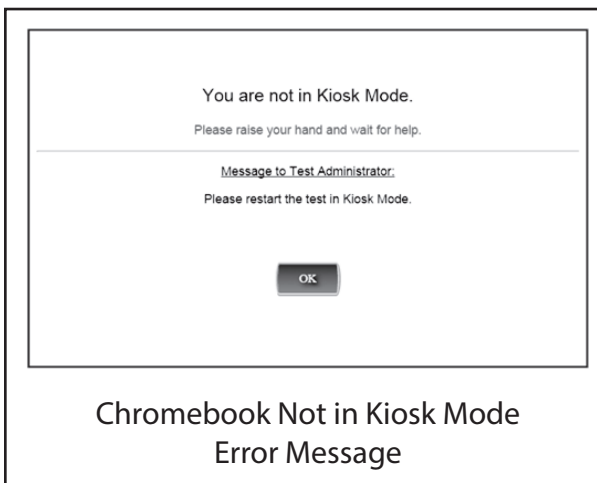 You are not in Kiosk Mode.
Please raise your hand and wait for help.
Message to Test Administrator:
Please restart the test in Kiosk Mode.
OK
Chromebook Not in Kiosk Mode
Error Message